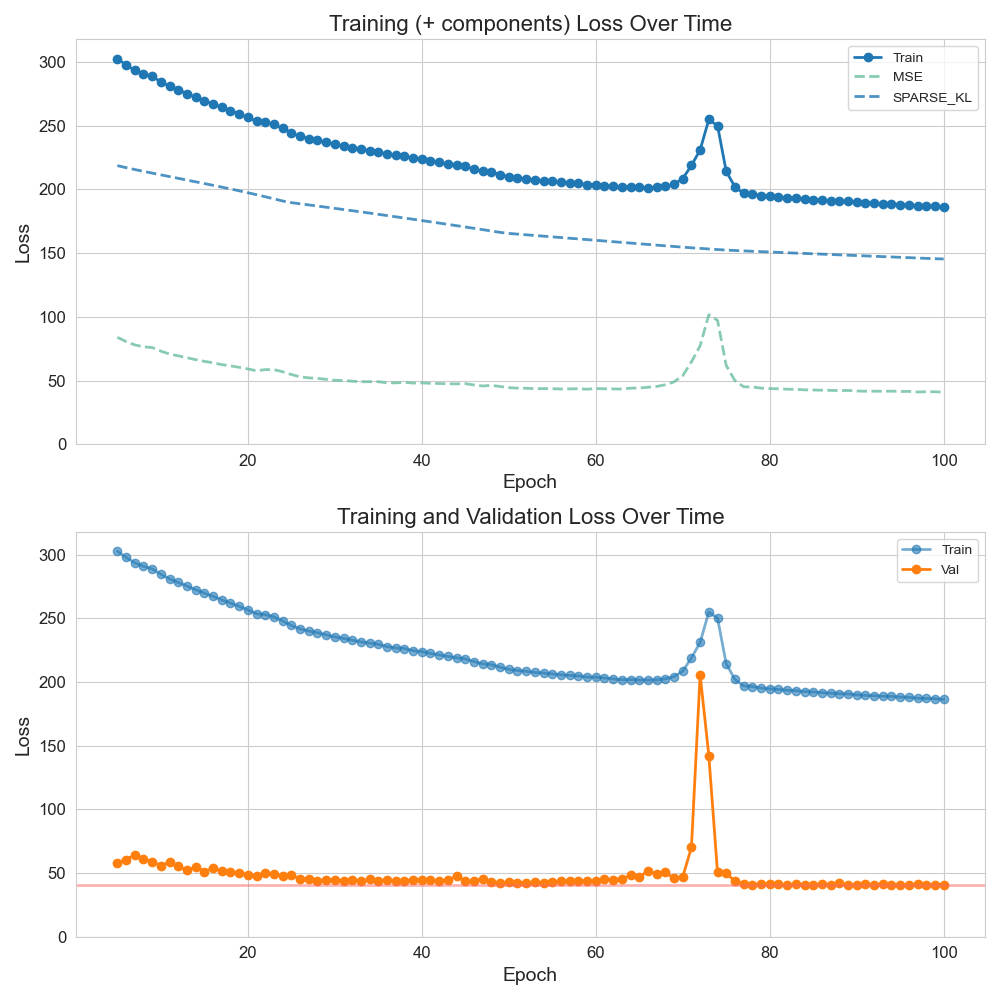 Training (+ components) Loss Over Time
Train
MSE
SPARSE_KL
Loss
300
250
200
150
100
50
0
20 40 60 80 100
Epoch
Training and Validation Loss Over Time
Train
Val
Loss
300
250
200
150
100
50
0
20 40 60 80 100
Epoch